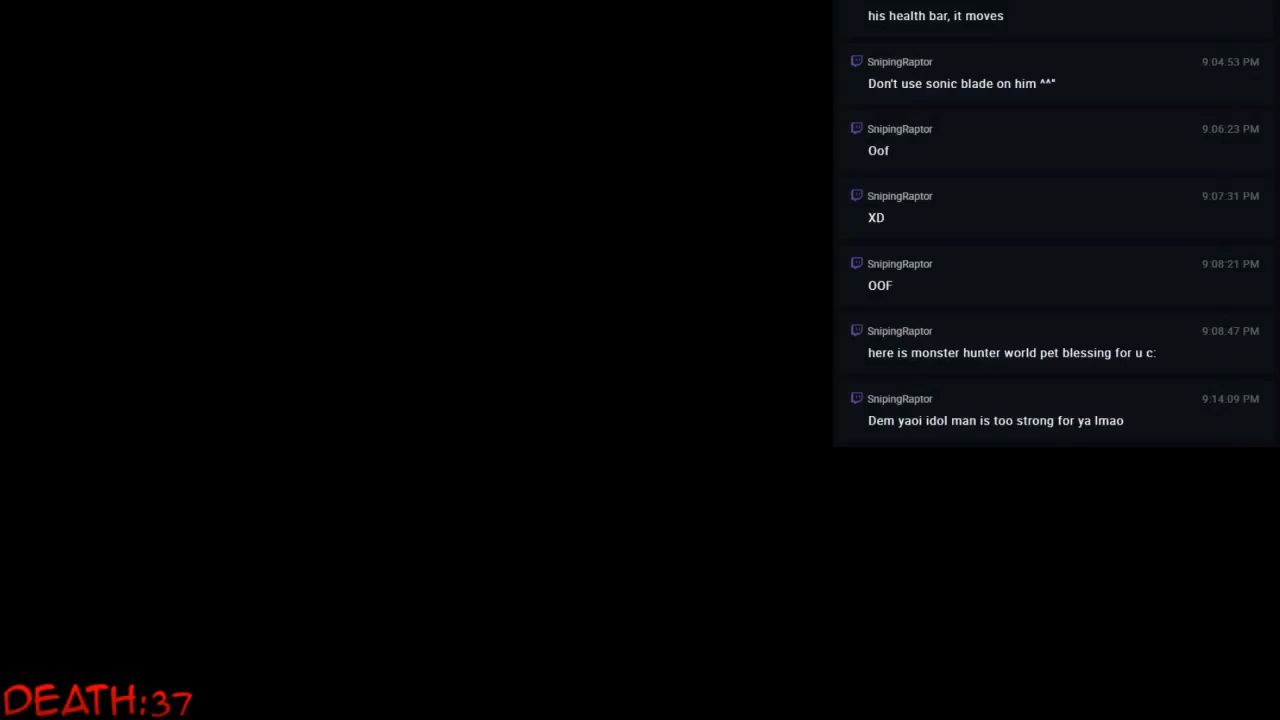 his health bar, it moves
SnipingRaptor 9:04:53 PM
Don't use sonic blade on him ^^"
SnipingRaptor 9:06:23 PM
Oof
SnipingRaptor 9:07:31 PM
XD
SnipingRaptor 9:08:21 PM
OOF
SnipingRaptor 9:08:47 PM
here is monster hunter world pet blessing for u c:
SnipingRaptor 9:14:09 PM
Dem yaoi idol man is too strong for ya lmao
DEATH:37